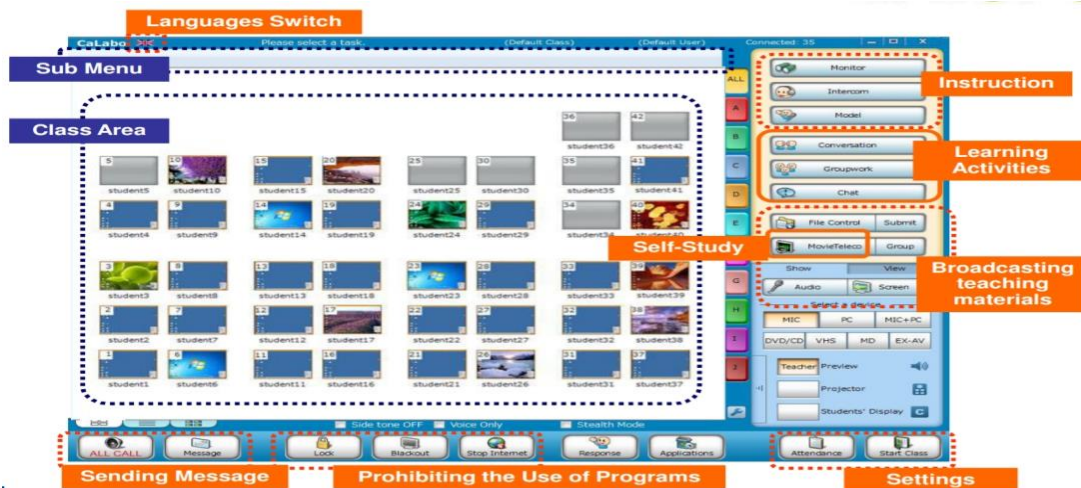 Languages Switch
CaLabo Please select a task. (Default Class) (Default User) Connected: 35
Sub Menu
ALL
Monitor
Instruction
Intercom
Class Area
A
Model
36 42
student36 student42
B
Conversation
Learning
Activities
5 10 15 20 25 30 35 41
C
Groupwork
student5 student10 student15 student20 student25 student30 student35 student41
D
Chat
4 9 14 19 24 29 34 40
E
File Control Submit
student4 student9 student14 student19 student24 student29 student34 student40
Self-Study
MovieTeleco Group
Broadcasting
teaching
materials
3 8 13 18 23 28 33 39
Show View
G
Audio Screen
student3 student8 student13 student18 student23 student28 student33 student39
Select a device
2 7 12 17 22 27 32 38
H
MIC PC MIC+PC
student2 student7 student12 student17 student22 student27 student32 student38
I
DVD/CD VHS MD EX-AV
1 6 11 16 21 26 31 37
J
Teacher Preview
student1 student6 student11 student16 student21 student26 student31 student37
Projector
Students' Display C
Side tone OFF Voice Only Stealth Mode
ALL CALL Message Lock Blackout Stop Internet Response Applications Attendance Start Class
Sending Message Prohibiting the Use of Programs Settings